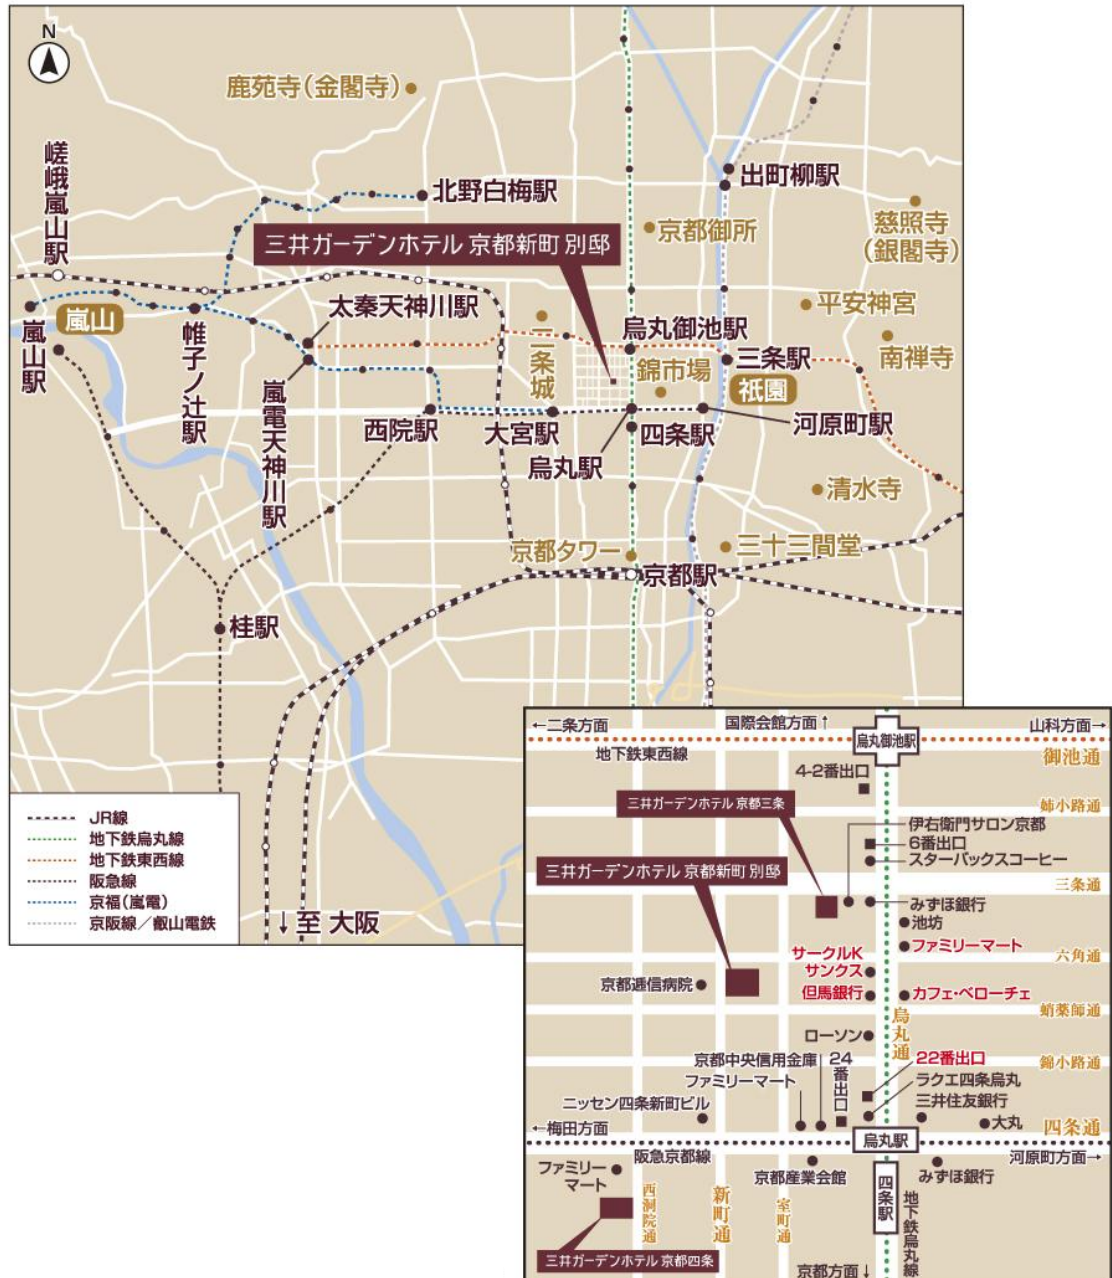 N
鹿苑寺(金閣寺)
嵯峨嵐山駅
北野白梅駅
出町柳駅
慈照寺
(銀閣寺)
京都御所
三井ガーデンホテル 京都新町 別邸
平安神宮
太秦天神川駅
嵐山
嵐山駅
帷子ノ辻駅
二条城
烏丸御池駅
南禅寺
三条駅
錦市場
祇園
嵐電天神川駅
西院駅
大宮駅
四条駅
河原町駅
烏丸駅
清水寺
京都タワー
三十三間堂
京都駅
桂駅
JR線
地下鉄烏丸線
地下鉄東西線
阪急線
京福(嵐電)
京阪線／叡山電鉄
↓至 大阪
←二条方面
国際会館方面↑
山科方面→
烏丸御池駅
地下鉄東西線
御池通
4-2番出口
三井ガーデンホテル 京都三条
姉小路通
伊右衛門サロン京都
6番出口
スターバックスコーヒー
三井ガーデンホテル 京都新町 別邸
三条通
みずほ銀行
池坊
ファミリーマート
サークルK
サンクス
六角通
京都逓信病院
但馬銀行
カフェ・ベローチェ
蛸薬師通
烏丸通
ローソン
京都中央信用金庫
24番出口
22番出口
錦小路通
ファミリーマート
ラクエ四条烏丸
三井住友銀行
ニッセン四条新町ビル
大丸
←梅田方面
四条通
烏丸駅
阪急京都線
河原町方面→
ファミリー
マート
京都産業会館
みずほ銀行
西洞院通
新町通
室町通
四条駅
地下鉄烏丸線
三井ガーデンホテル 京都四条
京都方面↓